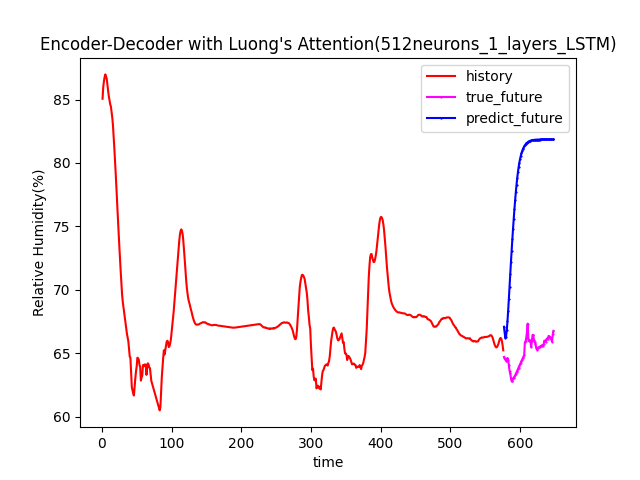 Encoder-Decoder with Luong's Attention(512neurons_1_layers_LSTM)
history
true_future
predict_future
Relative Humidity(%)
85
80
75
70
65
60
0 100 200 300 400 500 600
time